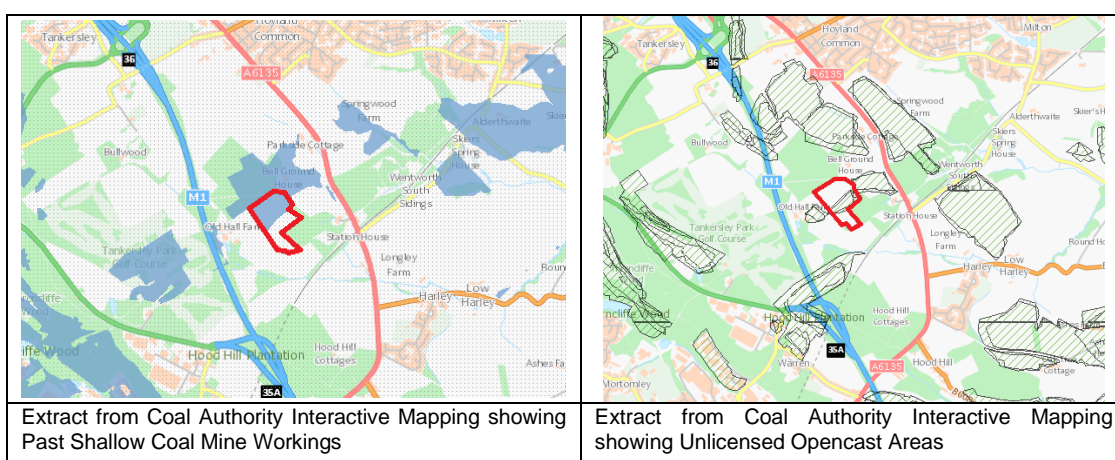 Hoyland
Common
Tankersley
36
A6135
Springwood
Farm
Alderthwaite
Skiers
Spring
House
Parkside Cottage
Bullwood
Bell Ground
House
Wentworth
South
Sidings
M1
Old Hall Farm
Station House
Tankersley Park
Golf Course
Longley
Farm
Low
Harley
Harley
Hood Hill Plantation
Hood Hill
Cottages
35A
Extract from Coal Authority Interactive Mapping showing
Past Shallow Coal Mine Workings
Hoyland
Common
Milton
Tankersley
36
A6135
Springwood
Farm
Alderthwaite
Parkside Cottage
Skiers
Spring
House
Bullwood
Bell Ground
House
Wentworth
South
Sidings
M1
Old Hall Farm
Station House
Tankersley Park
Golf Course
Longley
Farm
Low
Harley
Harley
Hood Hill Plantation
Hood Hill
Cottages
35A
Warren
Hood Hill
Cottage
A6135
Mortomley
Extract from Coal Authority Interactive Mapping
showing Unlicensed Opencast Areas